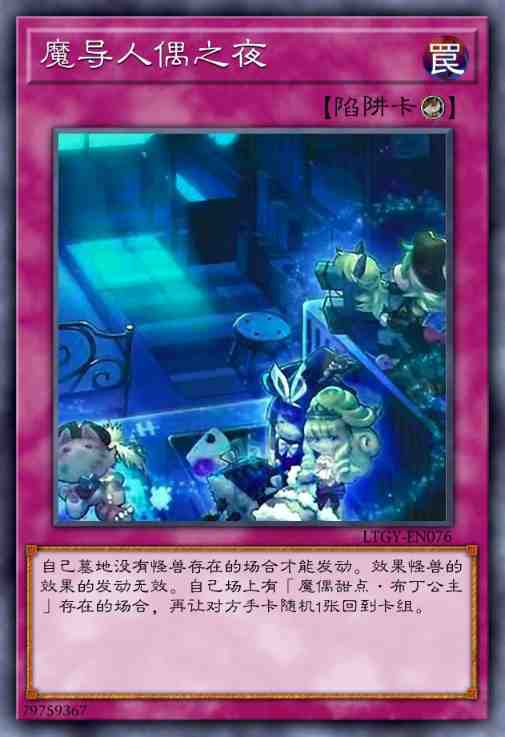 魔导人偶之夜
罠
【陷阱卡】
LTGY-EN076
自己墓地没有怪兽存在的场合才能发动。效果怪兽的
效果的发动无效。自己场上有「魔偶甜点·布丁公主
」存在的场合，再让对方手卡随机1张回到卡组。
79759367